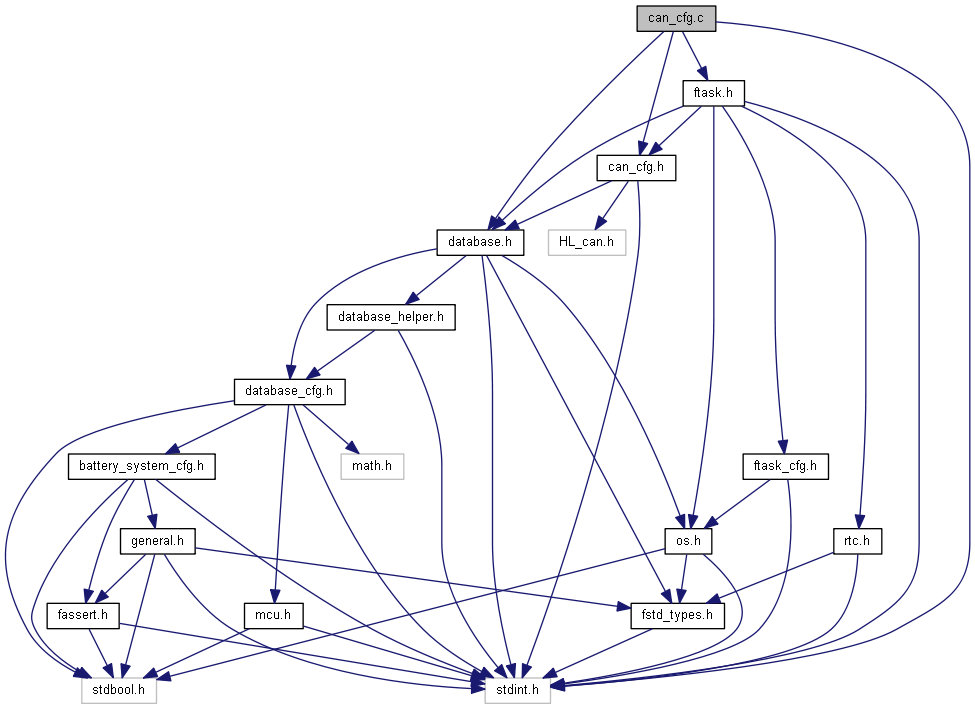 can_cfg.c
ftask.h
can_cfg.h
database.h
HL_can.h
database_helper.h
database_cfg.h
battery_system_cfg.h
math.h
ftask_cfg.h
general.h
os.h
rtc.h
fassert.h
mcu.h
fstd_types.h
stdbool.h
stdint.h